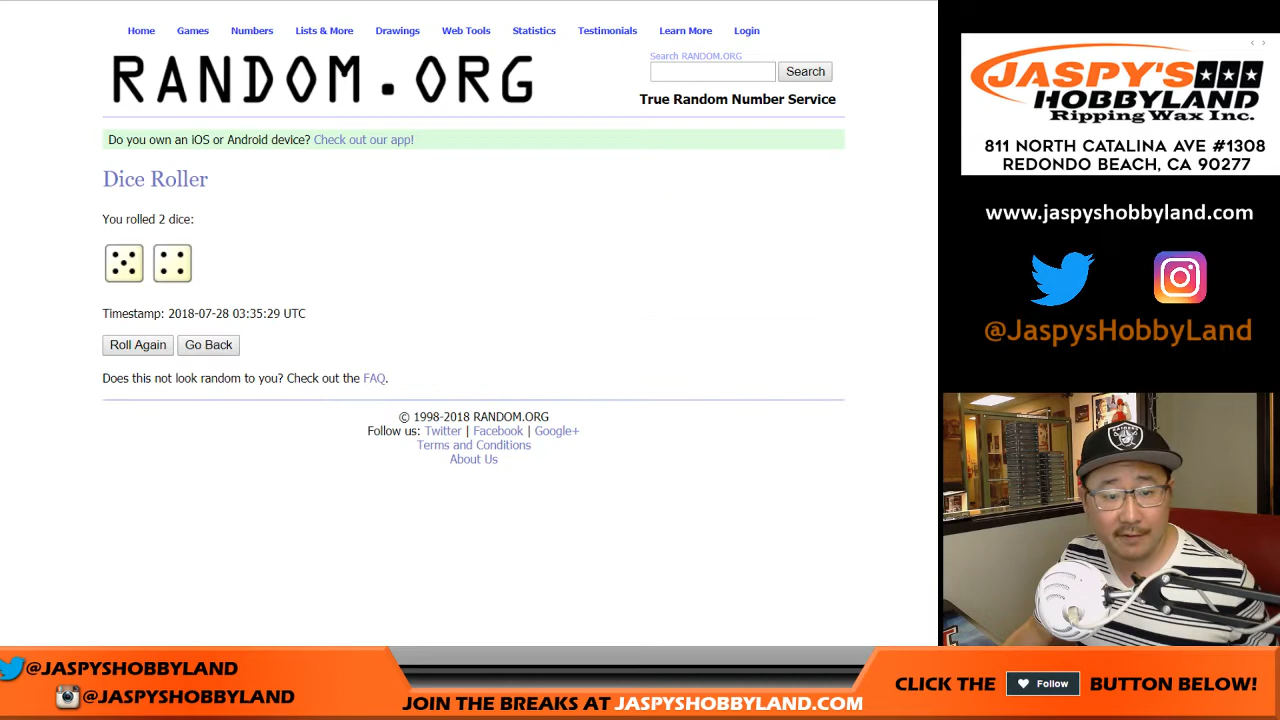 Home Games Numbers Lists & More Drawings Web Tools Statistics Testimonials Learn More Login
RANDOM.ORG
Search RANDOM.ORG
Search
True Random Number Service
Do you own an iOS or Android device? Check out our app!
Dice Roller
You rolled 2 dice:
Timestamp: 2018-07-28 03:35:29 UTC
Roll Again Go Back
Does this not look random to you? Check out the FAQ.
© 1998-2018 RANDOM.ORG
Follow us: Twitter | Facebook | Google+
Terms and Conditions
About Us
JASPY'S
HOBBYLAND
Ripping Wax Inc.
811 NORTH CATALINA AVE #1308
REDONDO BEACH, CA 90277
www.jaspyshobbyland.com
@JaspysHobbyLand
RAIDERS
@JASPYSHOBBYLAND
@JASPYSHOBBYLAND
JOIN THE BREAKS AT JASPYSHOBBYLAND.COM
CLICK THE Follow BUTTON BELOW!